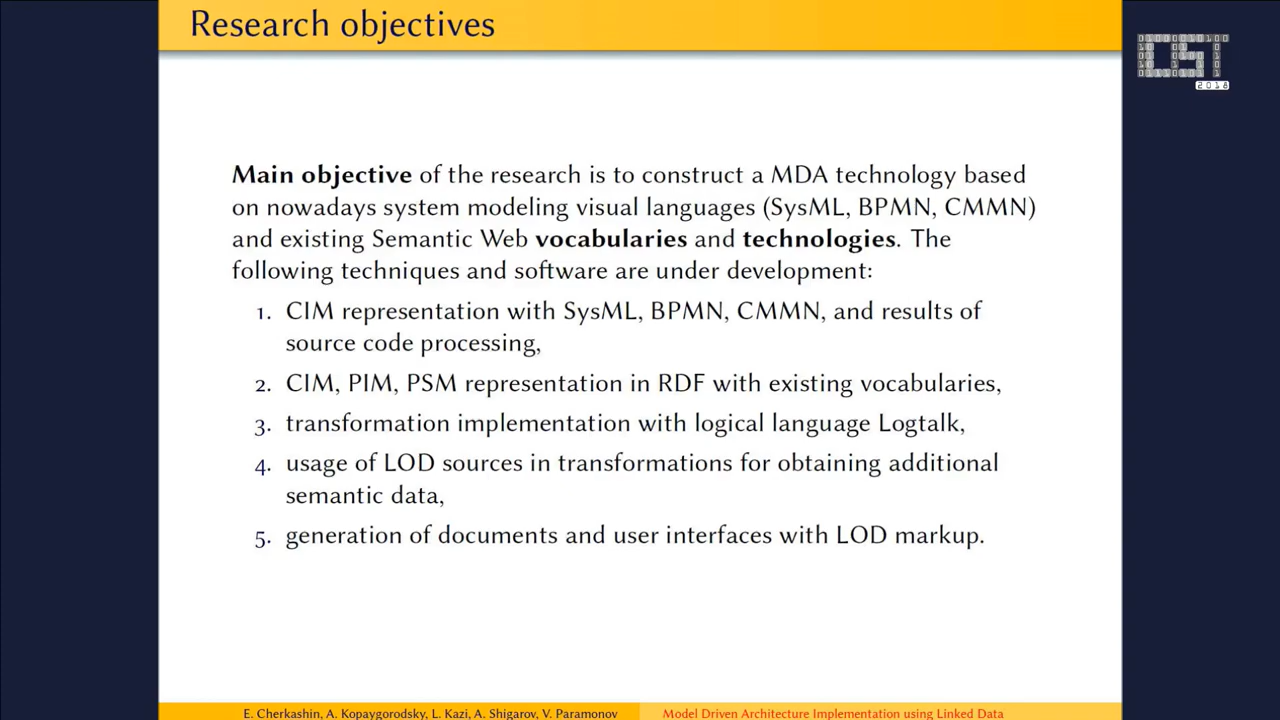 Research objectives
Main objective of the research is to construct a MDA technology based
on nowadays system modeling visual languages (SysML, BPMN, CMMN)
and existing Semantic Web vocabularies and technologies. The
following techniques and software are under development:
1. CIM representation with SysML, BPMN, CMMN, and results of
source code processing,
2. CIM, PIM, PSM representation in RDF with existing vocabularies,
3. transformation implementation with logical language Logtalk,
4. usage of LOD sources in transformations for obtaining additional
semantic data,
5. generation of documents and user interfaces with LOD markup.
E. Cherkashin, A. Kopaygorodsky, L. Kazi, A. Shigarov, V. Paramonov
Model Driven Architecture Implementation using Linked Data
CST
2018